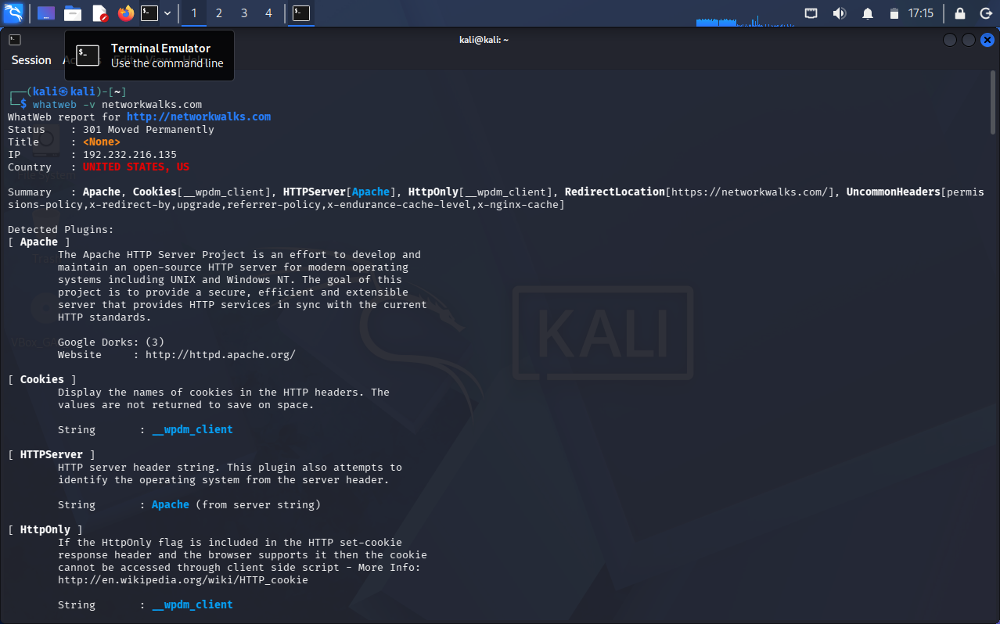 1 2 3 4 17:15
kali@kali: ~
Terminal Emulator
Use the command line
Session Help
┌──(kali㉿kali)-[~]
└─$ whatweb -v networkwalks.com
WhatWeb report for http://networkwalks.com
Status    : 301 Moved Permanently
Title     : <None>
IP        : 192.232.216.135
Country   : UNITED STATES, US
File System
Summary   : Apache, Cookies[__wpdm_client], HTTPServer[Apache], HttpOnly[__wpdm_client], RedirectLocation[https://networkwalks.com/], UncommonHeaders[permis
sions-policy,x-redirect-by,upgrade,referrer-policy,x-endurance-cache-level,x-nginx-cache]
Detected Plugins:
[ Apache ]
The Apache HTTP Server Project is an effort to develop and
maintain an open-source HTTP server for modern operating
systems including UNIX and Windows NT. The goal of this
project is to provide a secure, efficient and extensible
server that provides HTTP services in sync with the current
HTTP standards.
KALI
Google Dorks: (3)
Website     : http://httpd.apache.org/
[ Cookies ]
Display the names of cookies in the HTTP headers. The
values are not returned to save on space.
String       : __wpdm_client
[ HTTPServer ]
HTTP server header string. This plugin also attempts to
identify the operating system from the server header.
String       : Apache (from server string)
[ HttpOnly ]
If the HttpOnly flag is included in the HTTP set-cookie
response header and the browser supports it then the cookie
cannot be accessed through client side script - More Info:
http://en.wikipedia.org/wiki/HTTP_cookie
String       : __wpdm_client